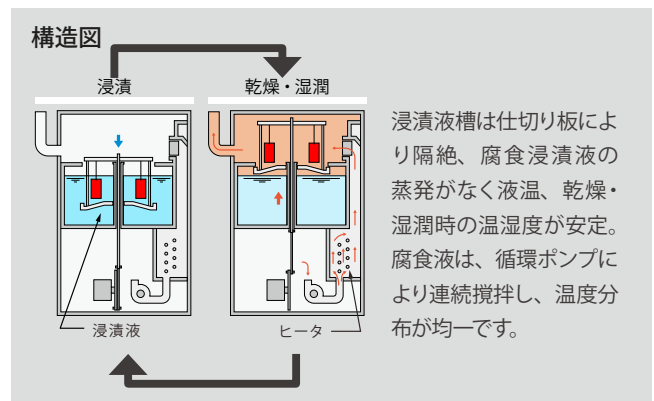 構造図
浸漬
乾燥・湿潤
浸漬液
ヒータ
浸漬液槽は仕切り板によ
り隔絶、腐食浸漬液の
蒸発がなく液温、乾燥・
湿潤時の温湿度が安定。
腐食液は、循環ポンプに
より連続撹拌し、温度分
布が均一です。